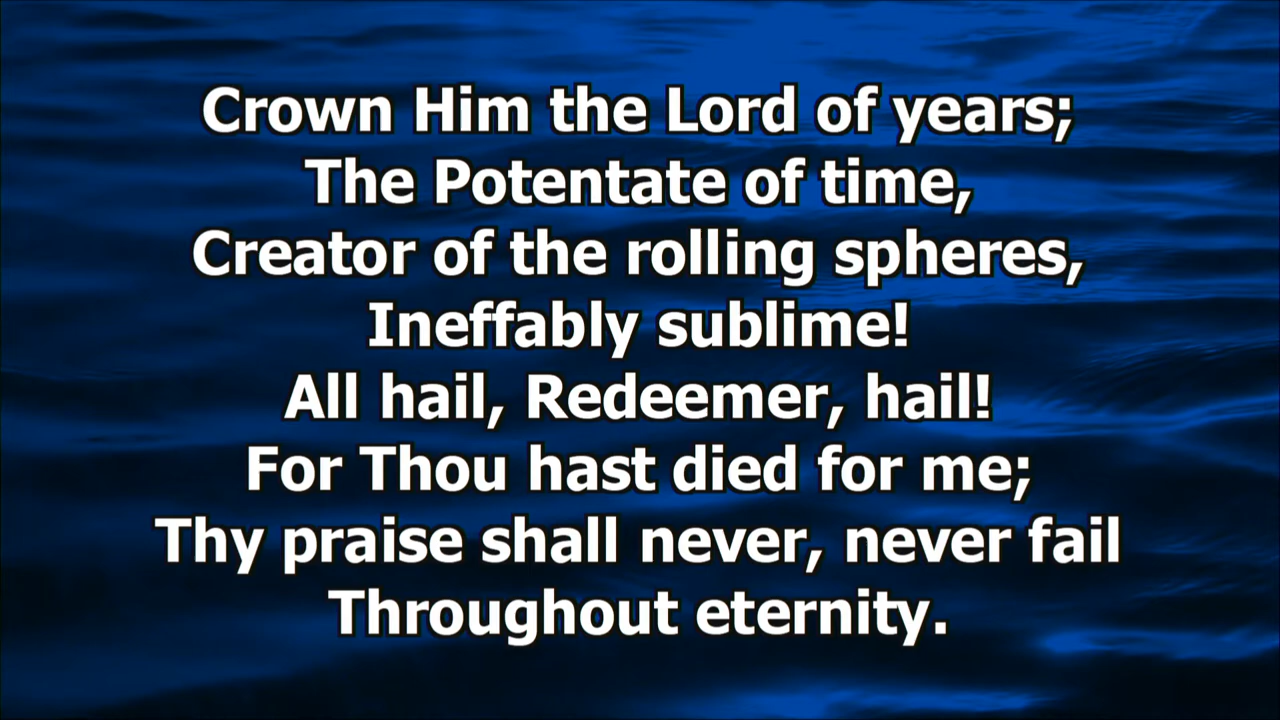 Crown Him the Lord of years;
The Potentate of time,
Creator of the rolling spheres,
Ineffably sublime!
All hail, Redeemer, hail!
For Thou hast died for me;
Thy praise shall never, never fail
Throughout eternity.